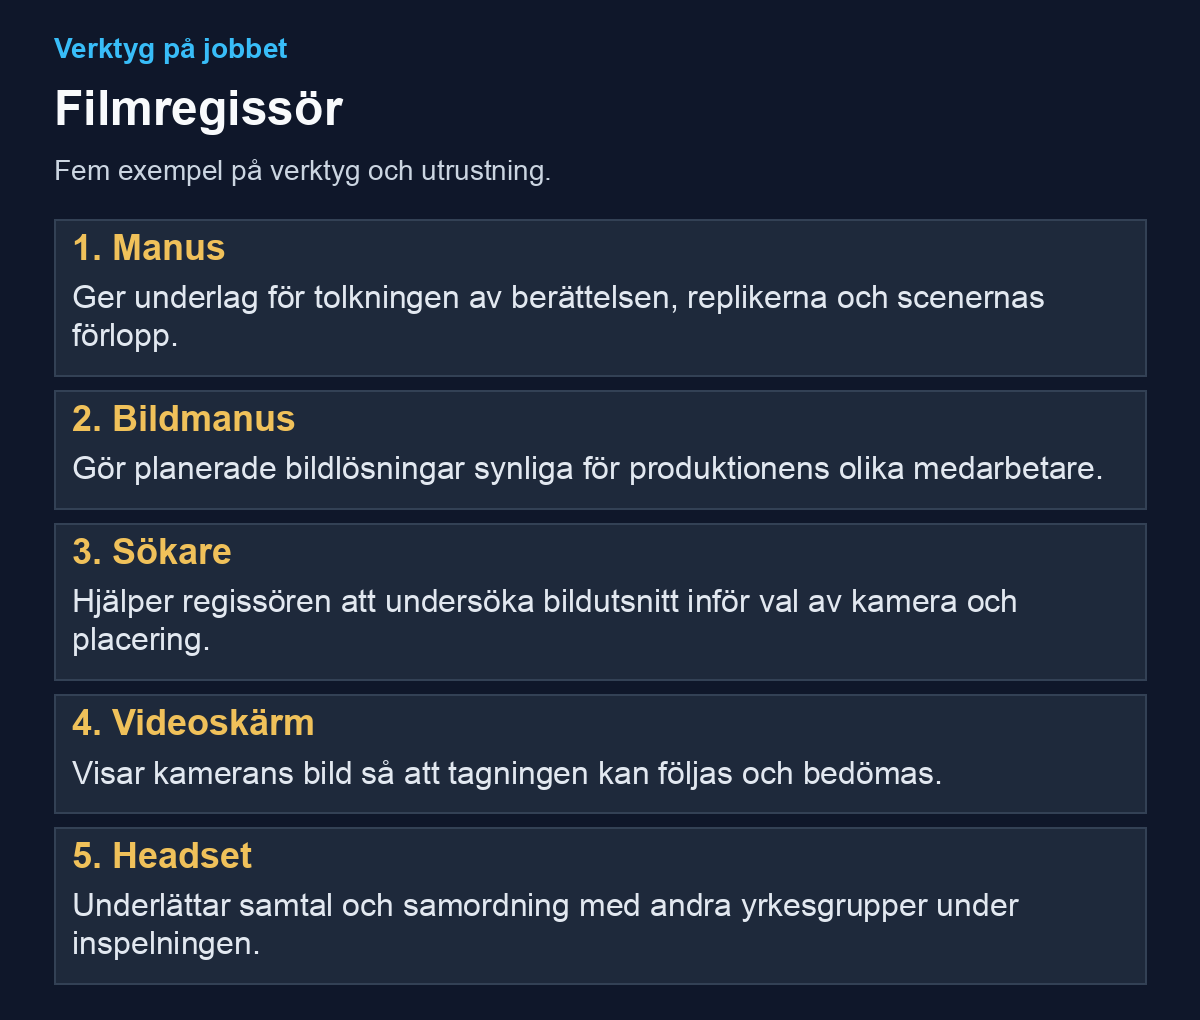 Verktyg på jobbet
Filmregissör
Fem exempel på verktyg och utrustning.
1. Manus
Ger underlag för tolkningen av berättelsen, replikerna och scenernas
förlopp.
2. Bildmanus
Gör planerade bildlösningar synliga för produktionens olika medarbetare.
3. Sökare
Hjälper regissören att undersöka bildutsnitt inför val av kamera och
placering.
4. Videoskärm
Visar kamerans bild så att tagningen kan följas och bedömas.
5. Headset
Underlättar samtal och samordning med andra yrkesgrupper under
inspelningen.